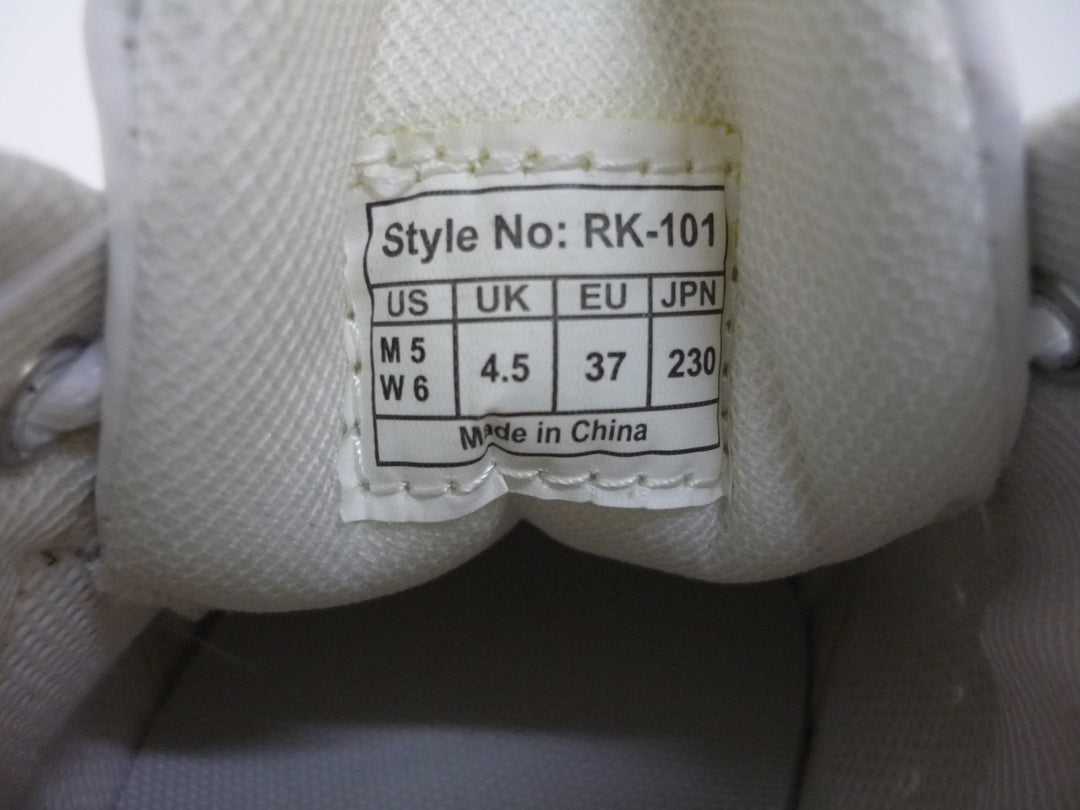 Style No: RK-101
US UK EU JPN
M 5
W 6 4.5 37 230
Made in China